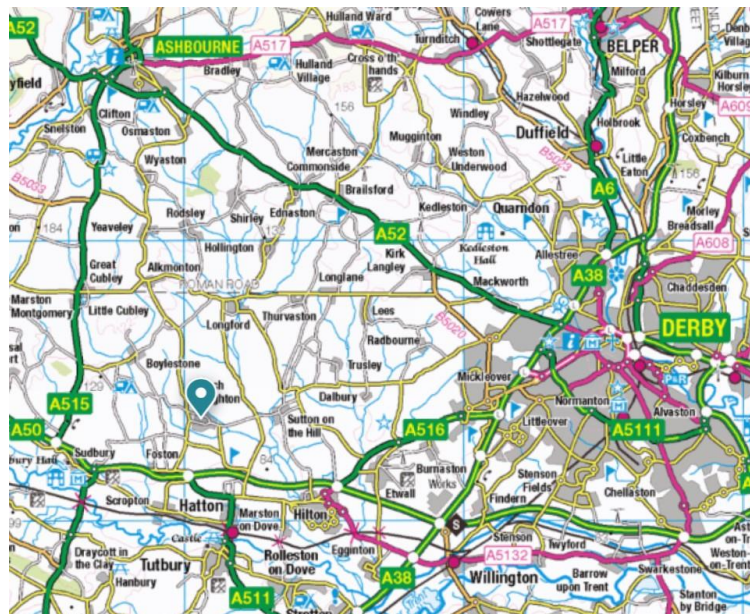 A52
ASHBOURNE
A517
Bradley
Hulland Ward
Hulland
Village
Cross o'th'
hands
Turnditch
Cowers
Lane
Shottlegate
A517
BELPER
Milford
Kilburn
Horsley
Clifton
Snelston
Osmaston
156
Windley
Hazelwood
Holbrook
Horsley
A609
Coxbench
Duffield
Mugginton
Mercaston
Commonside
Weston
Underwood
B5023
Little
Eaton
156
B5033
Wyaston
Brailsford
Rodsley
Shirley
Ednaston
Kedleston
Quarndon
A6
Morley
Breadsall
184
Yeaveley
Hollington
A52
Kirk
Langley
Kedleston
Hall
Allestree
A38
A608
Great
Cubley
Alkmonton
ROMAN ROAD
Longlane
Mackworth
Chaddesden
Marston
Montgomery
Little Cubley
Longford
Thurvaston
Lees
Radbourne
B5020
DERBY
Boylestone
Trusley
Mickleover
P&R
129
A515
Dalbury
Normanton
Alvaston
A50
Sutton on
the Hill
A516
Littleover
A5111
Sudbury
Foston
84
Burnaston
Works
Stenson
Fields
Chellaston
Scropton
Hatton
Marston
on Dove
Hilton
Etwall
Findern
S
Castle
Rolleston
on Dove
Egginton
Stenson
Twyford
A5132
Draycott in
the Clay
Hanbury
Tutbury
A511
A38
Willington
Barrow
upon Trent
Swarkestone
Weston-
on-Trent
Stanton
by Bridge